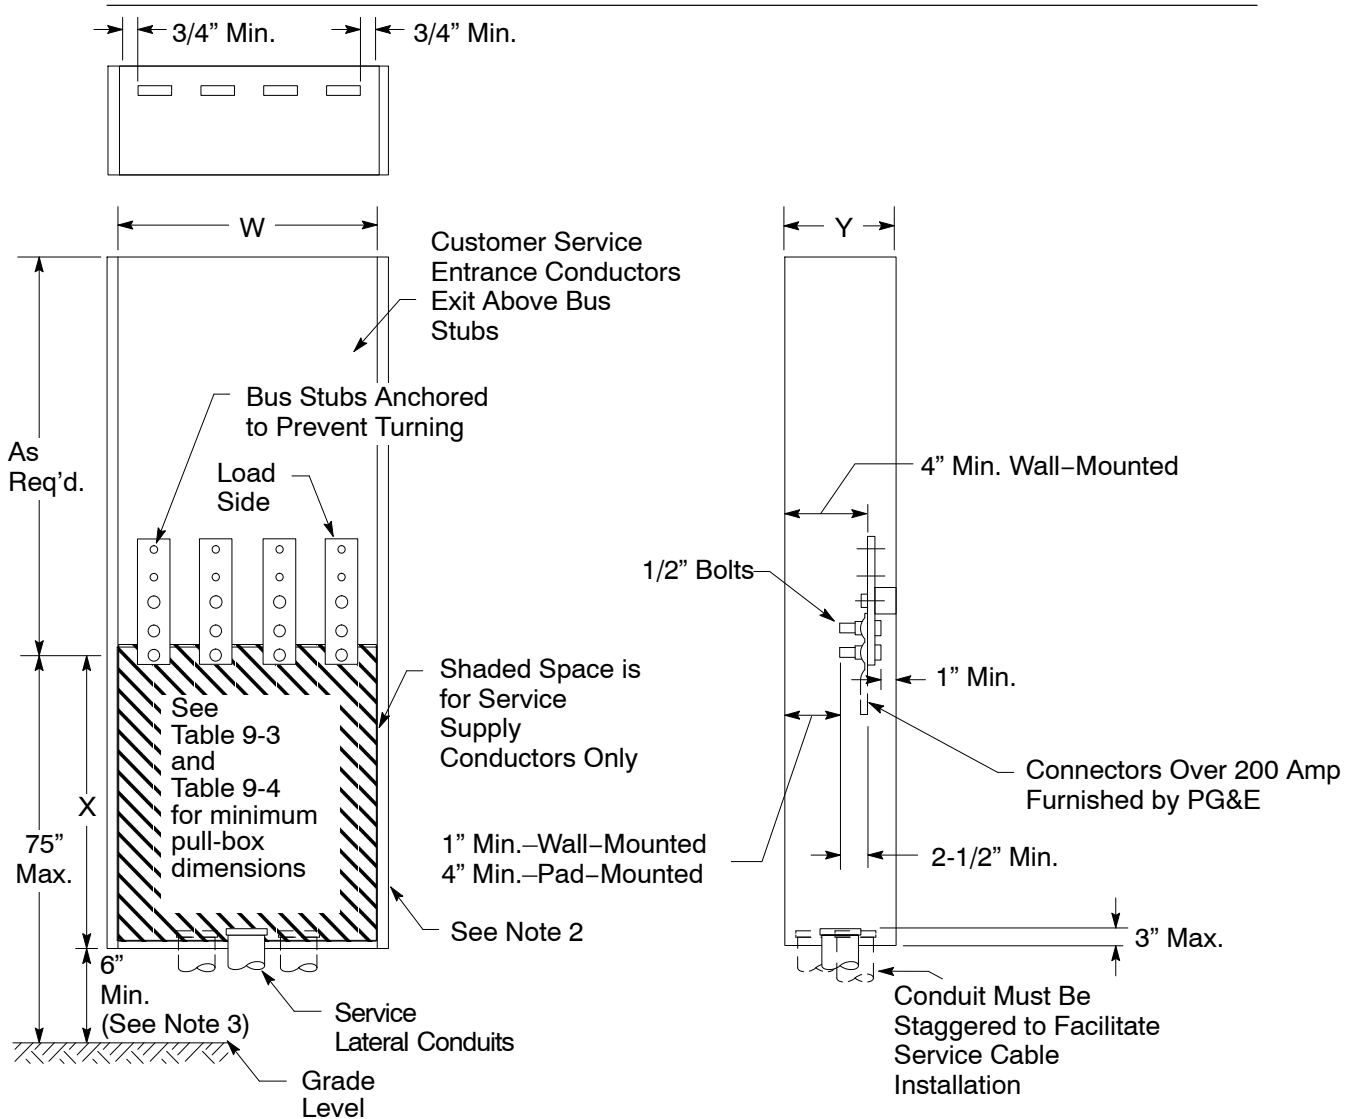 3/4” Min.
3/4” Min.
W
Y
Customer Service
Entrance Conductors
Exit Above Bus
Stubs
Bus Stubs Anchored
to Prevent Turning
As
Req’d.
Load
Side
4” Min. Wall–Mounted
1/2” Bolts
Shaded Space is
for Service
Supply
Conductors Only
1” Min.
See
Table 9-3
and
Table 9-4
for minimum
pull-box
dimensions
X
75”
Max.
Connectors Over 200 Amp
Furnished by PG&E
1” Min.–Wall–Mounted
4” Min.–Pad–Mounted
2-1/2” Min.
See Note 2
3” Max.
6”
Min.
(See Note 3)
Service
Lateral Conduits
Conduit Must Be
Staggered to Facilitate
Service Cable
Installation
Grade
Level